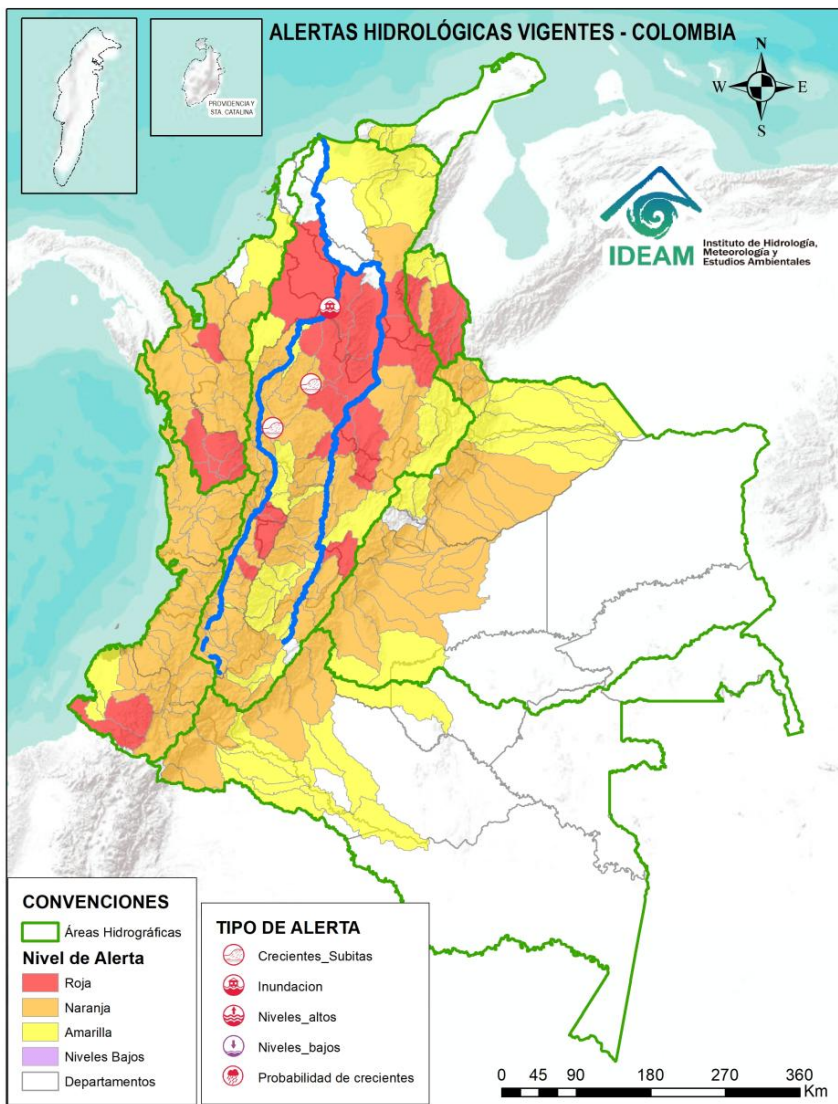 ALERTAS HIDROLÓGICAS VIGENTES - COLOMBIA
PROVIDENCIA Y
STA. CATALINA
N
W
E
S
IDEAM
Instituto de Hidrología,
Meteorología y
Estudios Ambientales
CONVENCIONES
Áreas Hidrográficas
Nivel de Alerta
Roja
Naranja
Amarilla
Niveles Bajos
Departamentos
TIPO DE ALERTA
Crecientes_Subitas
Inundacion
Niveles_altos
Niveles_bajos
Probabilidad de crecientes
0 45 90 180 270 360
Km